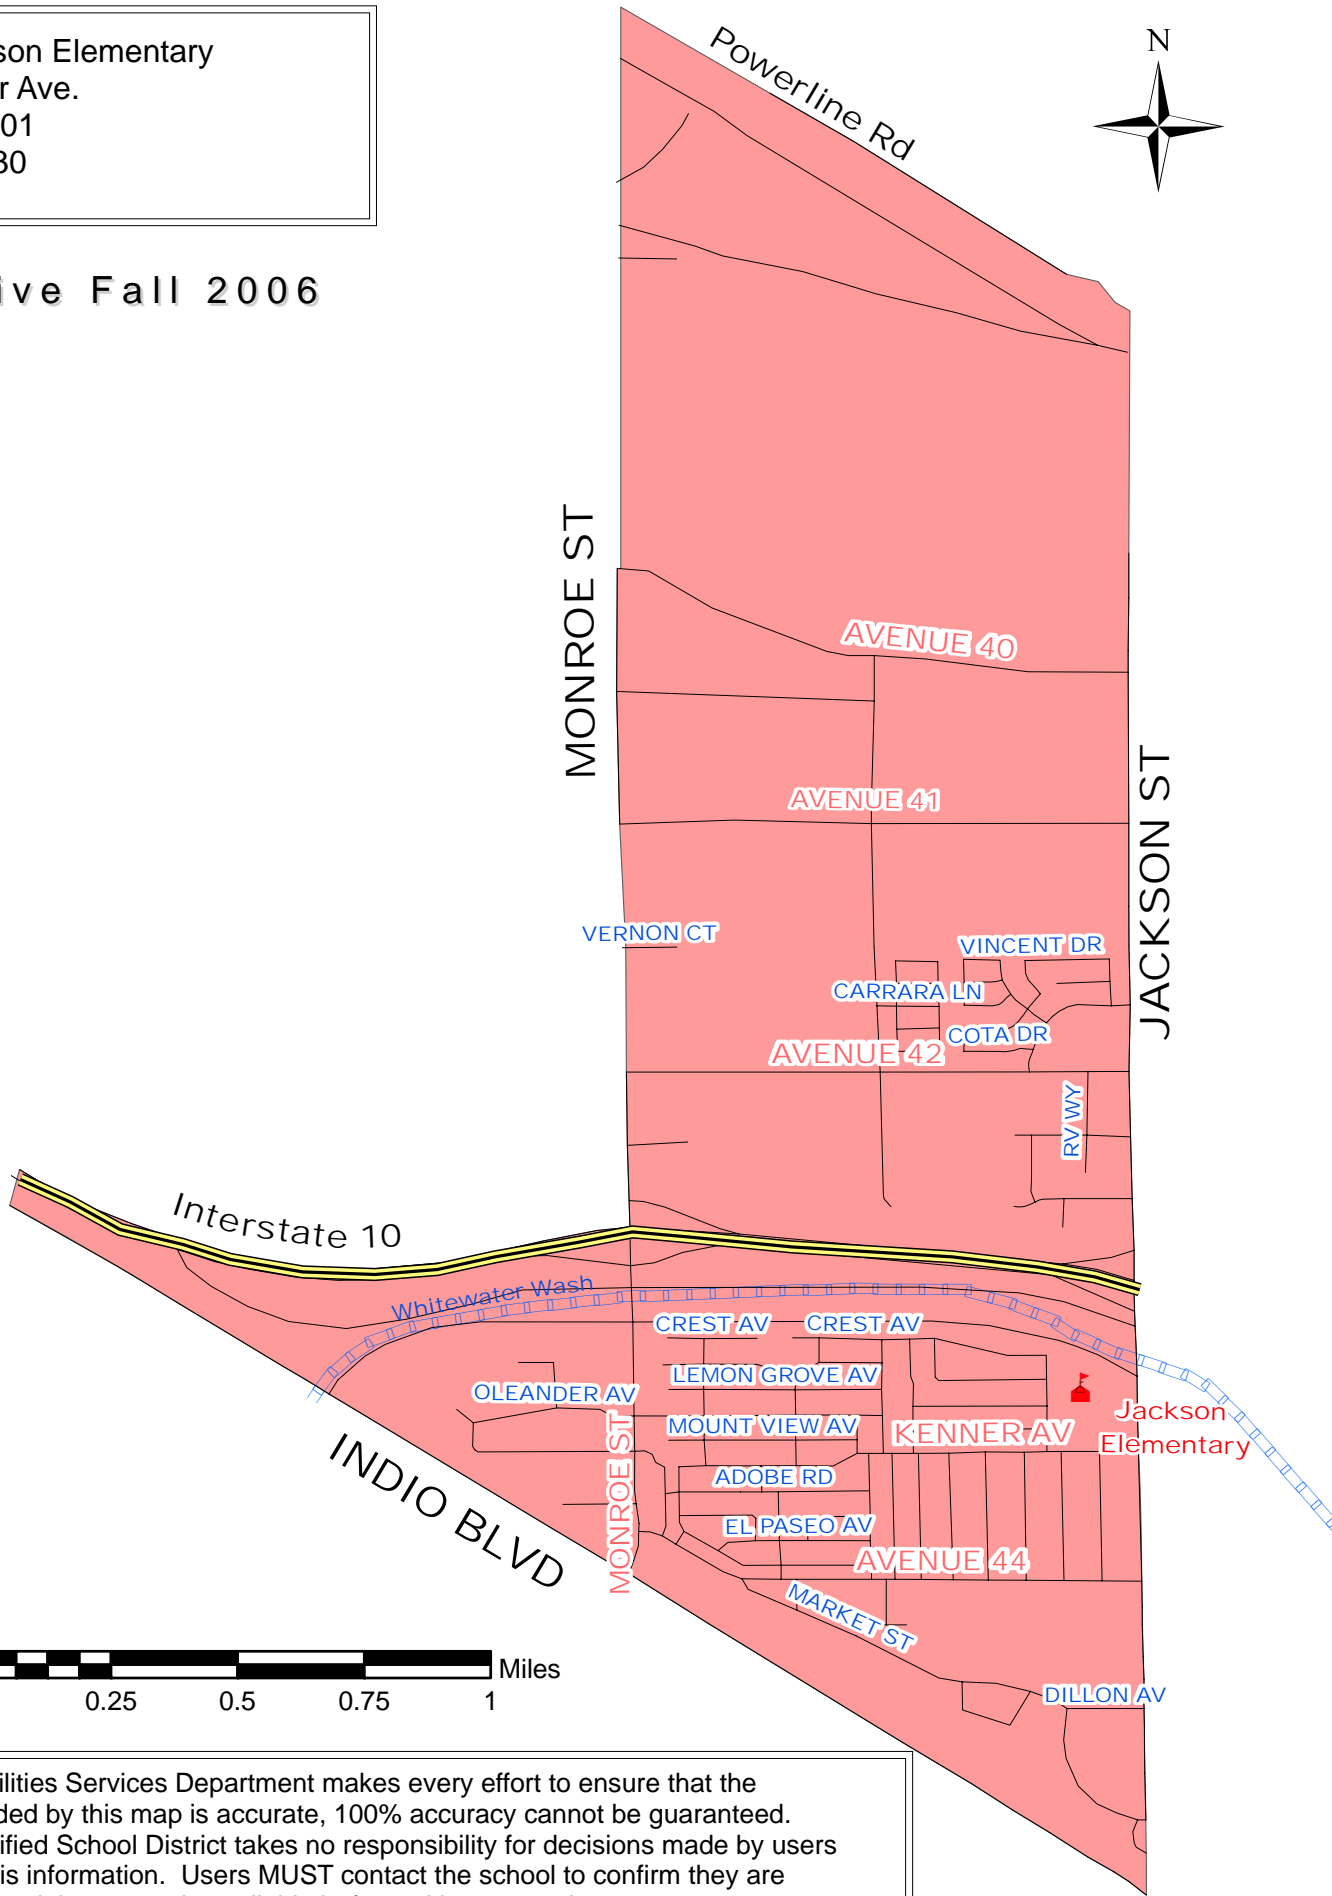 son Elementary
r Ave.
01
30
ive Fall 2006
N
Powerline Rd
MONROE ST
AVENUE 40
JACKSON ST
AVENUE 41
VERNON CT
VINCENT DR
CARRARA LN
COTA DR
AVENUE 42
RV WY
Interstate 10
Whitewater Wash
CREST AV
CREST AV
LEMON GROVE AV
OLEANDER AV
Jackson
Elementary
MOUNT VIEW AV
KENNER AV
MONROE ST
INDIO BLVD
ADOBE RD
EL PASEO AV
AVENUE 44
MARKET ST
DILLON AV
Miles
0.25 0.5 0.75 1
ilities Services Department makes every effort to ensure that the
ded by this map is accurate, 100% accuracy cannot be guaranteed.
ified School District takes no responsibility for decisions made by users
is information. Users MUST contact the school to confirm they are